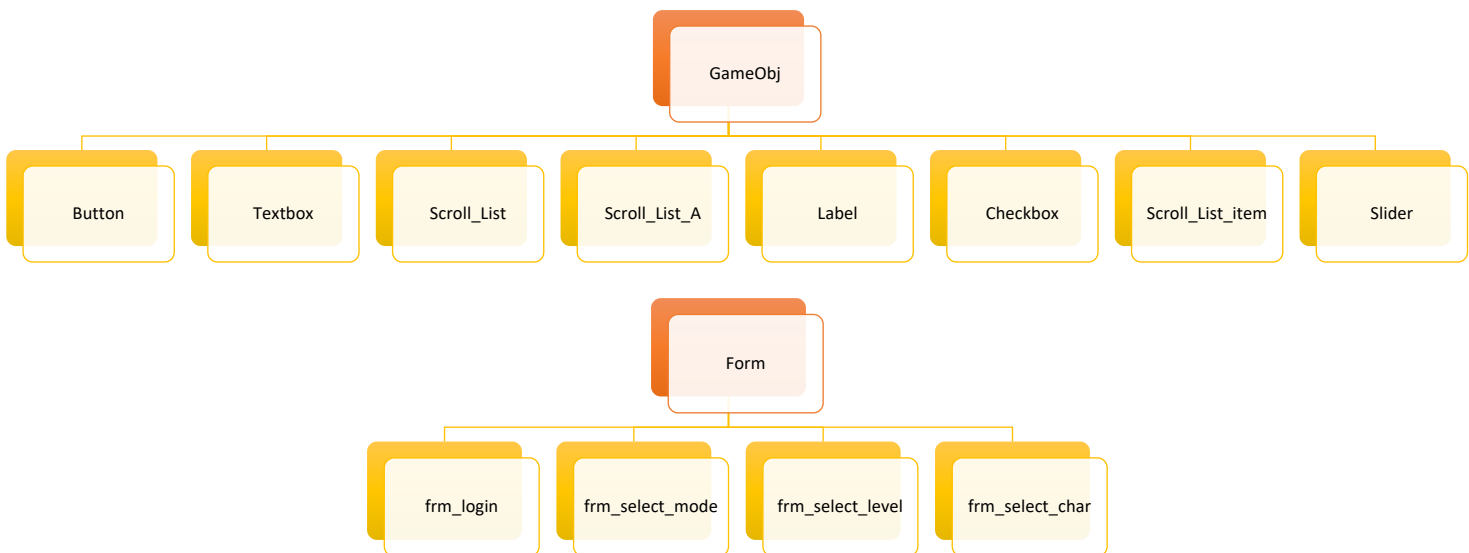 GameObj
Button
Textbox
Scroll_List
Scroll_List_A
Label
Checkbox
Scroll_List_item
Slider
Form
frm_login
frm_select_mode
frm_select_level
frm_select_char